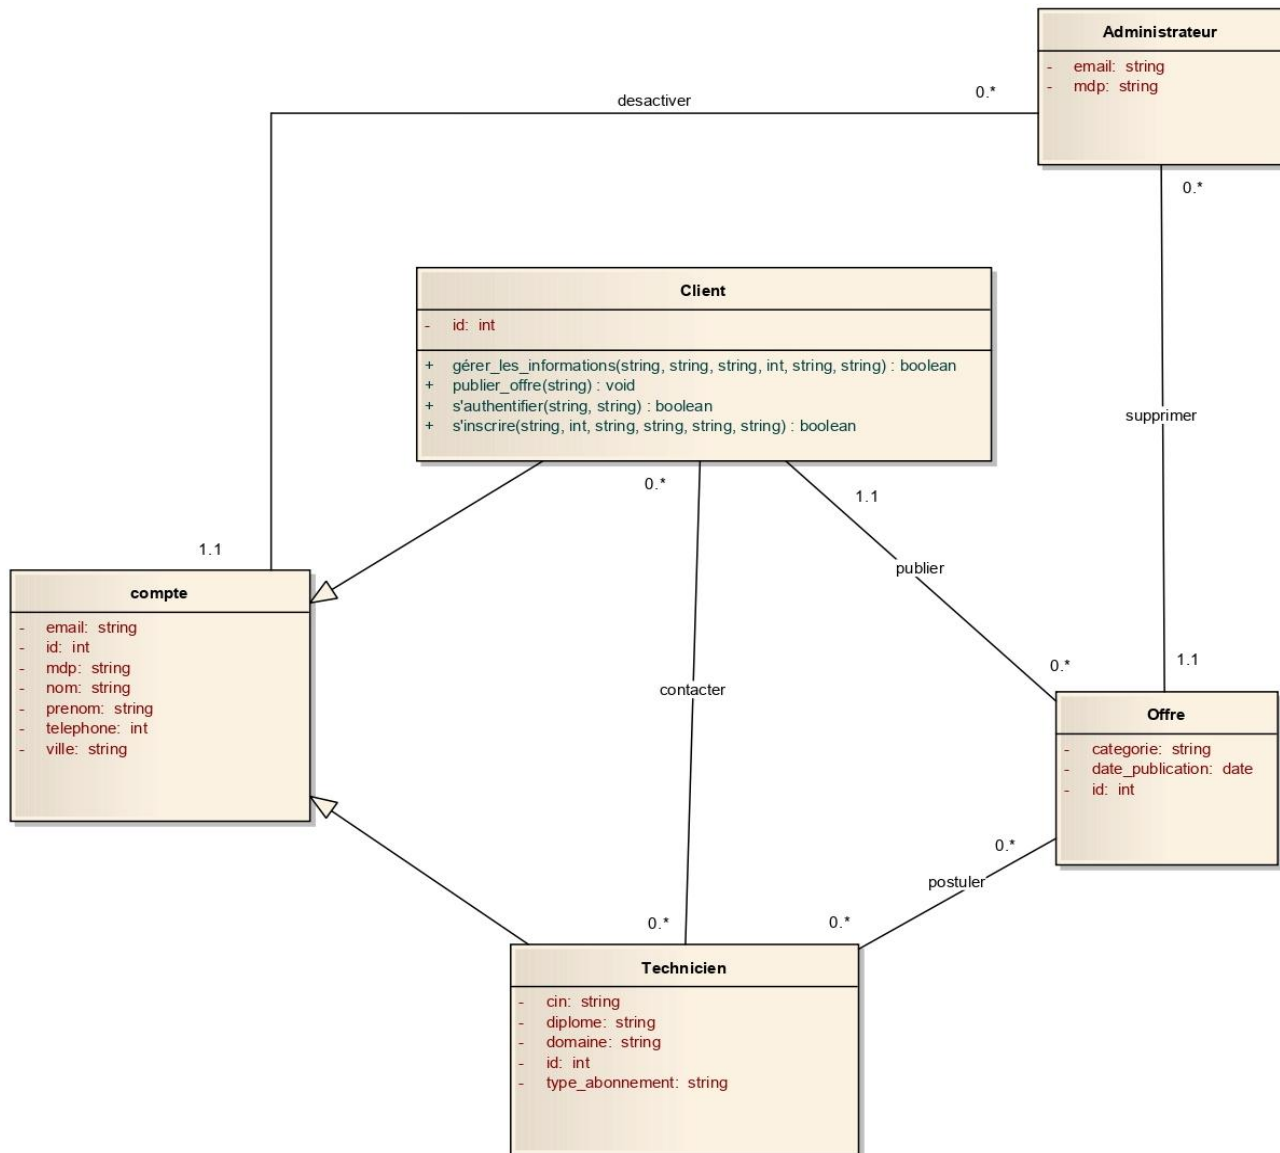 Administrateur
- email: string
- mdp: string
0.*
desactiver
0.*
Client
- id: int
+ gérer_les_informations(string, string, string, int, string, string) : boolean
+ publier_offre(string) : void
+ s'authentifier(string, string) : boolean
+ s'inscrire(string, int, string, string, string, string) : boolean
supprimer
0.*
1.1
1.1
publier
compte
- email: string
- id: int
- mdp: string
- nom: string
- prenom: string
- telephone: int
- ville: string
contacter
0.*
1.1
Offre
- categorie: string
- date_publication: date
- id: int
0.*
postuler
0.*
0.*
Technicien
- cin: string
- diplome: string
- domaine: string
- id: int
- type_abonnement: string